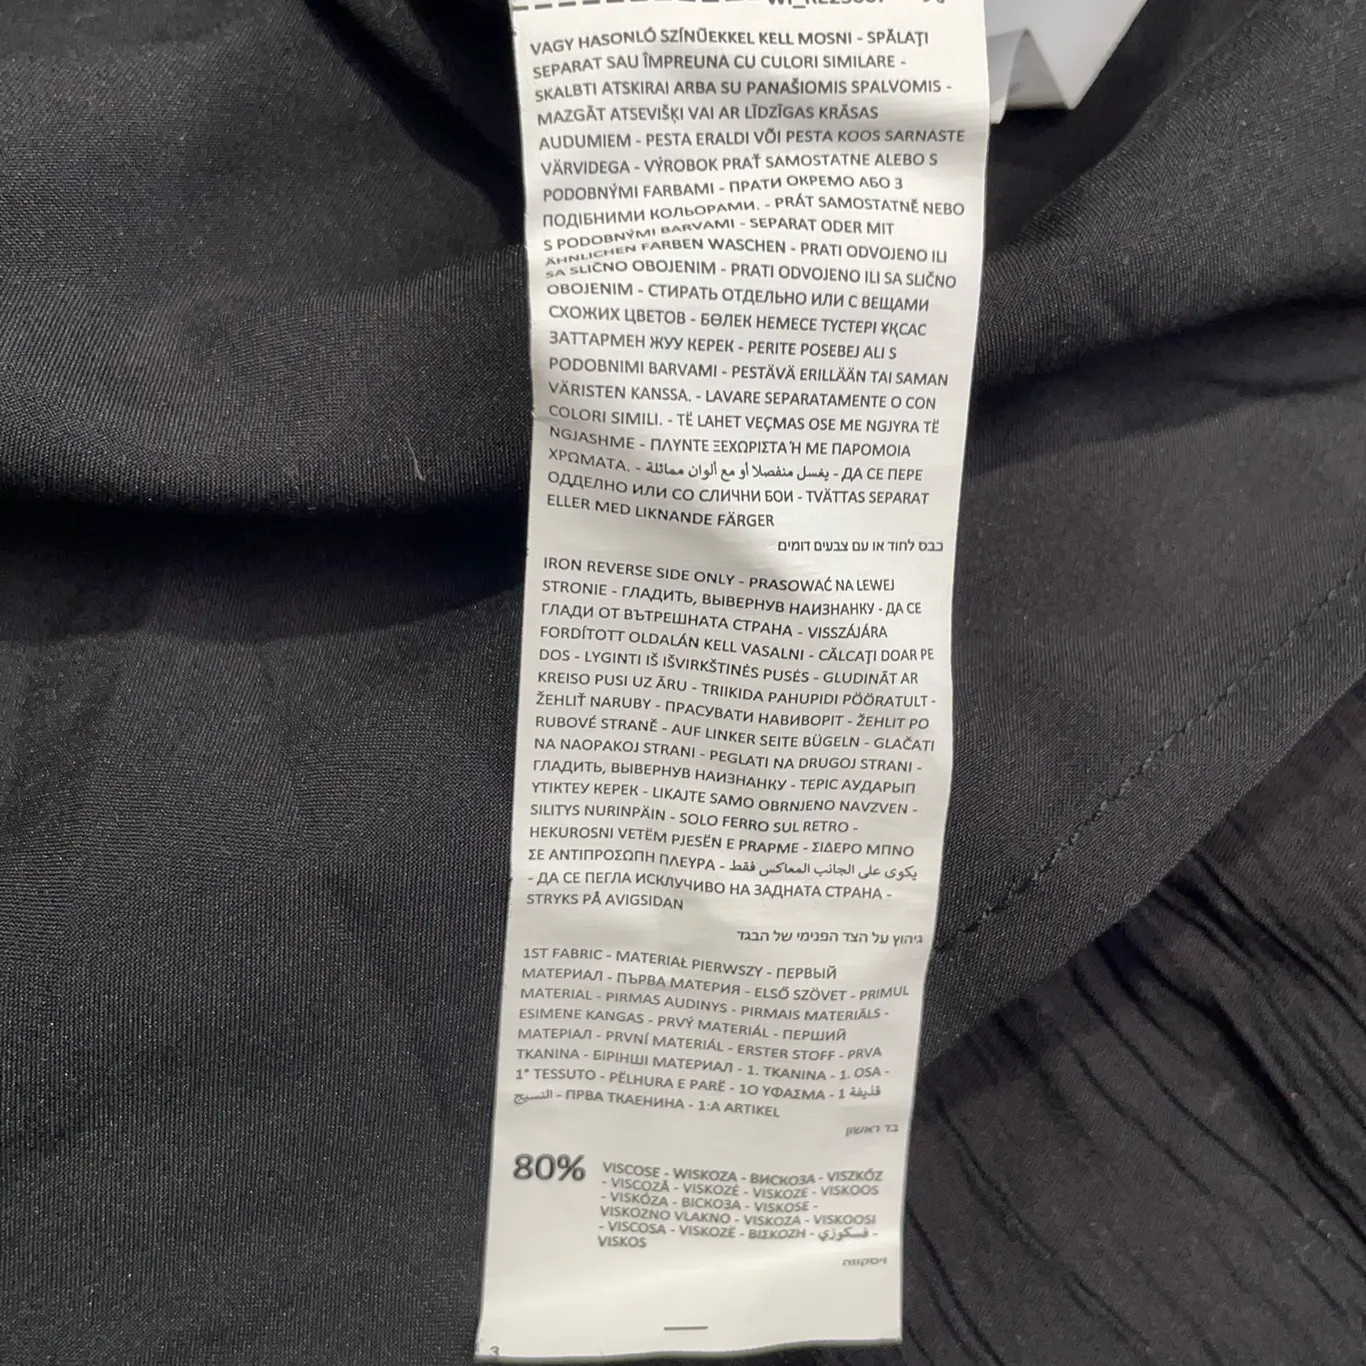 VAGY HASONLÓ SZÍNŰEKKEL KELL MOSNI - SPĂLAȚI
SEPARAT SAU ÎMPREUNA CU CULORI SIMILARE -
SKALBTI ATSKIRAI ARBA SU PANAŠIOMIS SPALVOMIS -
MAZGĀT ATSEVIŠĶI VAI AR LĪDZĪGAS KRĀSAS
AUDUMIEM - PESTA ERALDI VÕI PESTA KOOS SARNASTE
VÄRVIDEGA - VÝROBOK PRAŤ SAMOSTATNE ALEBO S
PODOBNÝMI FARBAMI - ПРАТИ ОКРЕМО АБО З
ПОДІБНИМИ КОЛЬОРАМИ. - PRÁT SAMOSTATNĚ NEBO
S PODOBNÝMI BARVAMI - SEPARAT ODER MIT
ÄHNLICHEN FARBEN WASCHEN - PRATI ODVOJENO ILI
SA SLIČNO OBOJENIM - PRATI ODVOJENO ILI SA SLIČNO
OBOJENIM - СТИРАТЬ ОТДЕЛЬНО ИЛИ С ВЕЩАМИ
СХОЖИХ ЦВЕТОВ - БӨЛЕК НЕМЕСЕ ТҮСТЕРІ ҰҚСАС
ЗАТТАРМЕН ЖУУ КЕРЕК - PERITE POSEBEJ ALI S
PODOBNIMI BARVAMI - PESTÄVÄ ERILLÄÄN TAI SAMAN
VÄRISTEN KANSSA. - LAVARE SEPARATAMENTE O CON
COLORI SIMILI. - TË LAHET VEÇMAS OSE ME NGJYRA TË
NGJASHME - ΠΛΥΝΤΕ ΞΕΧΩΡΙΣΤΑ Ή ΜΕ ΠΑΡΟΜΟΙΑ
ΧΡΩΜΑΤΑ. - يغسل منفصلا أو مع ألوان مماثلة - ДА СЕ ПЕРЕ
ОДДЕЛНО ИЛИ СО СЛИЧНИ БОИ - TVÄTTAS SEPARAT
ELLER MED LIKNANDE FÄRGER
כבס לחוד או עם צבעים דומים
IRON REVERSE SIDE ONLY - PRASOWAĆ NA LEWEJ
STRONIE - ГЛАДИТЬ, ВЫВЕРНУВ НАИЗНАНКУ - ДА СЕ
ГЛАДИ ОТ ВЪТРЕШНАТА СТРАНА - VISSZÁJÁRA
FORDÍTOTT OLDALÁN KELL VASALNI - CĂLCAȚI DOAR PE
DOS - LYGINTI IŠ IŠVIRKŠTINĖS PUSĖS - GLUDINĀT AR
KREISO PUSI UZ ĀRU - TRIIKIDA PAHUPIDI PÖÖRATULT -
ŽEHLIŤ NARUBY - ПРАСУВАТИ НАВИВОРІТ - ŽEHLIT PO
RUBOVÉ STRANĚ - AUF LINKER SEITE BÜGELN - GLAČATI
NA NAOPAKOJ STRANI - PEGLATI NA DRUGOJ STRANI -
ГЛАДИТЬ, ВЫВЕРНУВ НАИЗНАНКУ - ТЕРІС АУДАРЫП
ҮТІКТЕУ КЕРЕК - LIKAJTE SAMO OBRNJENO NAVZVEN -
SILITYS NURINPÄIN - SOLO FERRO SUL RETRO -
HEKUROSNI VETËM PJESËN E PRAPME - ΣΙΔΕΡΟ ΜΠΝΟ
ΣΕ ΑΝΤΙΠΡΟΣΩΠΗ ΠΛΕΥΡΑ - يكوى على الجانب المعاكس فقط
- ДА СЕ ПЕГЛА ИСКЛУЧИВО НА ЗАДНАТА СТРАНА -
STRYKS PÅ AVIGSIDAN
גיהוץ על הצד הפנימי של הבגד
1ST FABRIC - MATERIAŁ PIERWSZY - ПЕРВЫЙ
МАТЕРИАЛ - ПЪРВА МАТЕРИЯ - ELSŐ SZÖVET - PRIMUL
MATERIAL - PIRMAS AUDINYS - PIRMAIS MATERIĀLS -
ESIMENE KANGAS - PRVÝ MATERIÁL - ПЕРШИЙ
МАТЕРІАЛ - PRVNÍ MATERIÁL - ERSTER STOFF - PRVA
TKANINA - БІРІНШІ МАТЕРИАЛ - 1. TKANINA - 1. OSA -
1° TESSUTO - PËLHURA E PARË - 1Ο ΥΦΑΣΜΑ - 1 قذيفة
النسيج - ПРВА ТКАЕНИНА - 1:A ARTIKEL
בד ראשון
80% VISCOSE - WISKOZA - ВИСКОЗА - VISZKÓZ
- VISCOZĂ - VISKOZĖ - VISKOZE - VISKOOS
- VISKÓZA - ВІСКОЗА - VISKOSE -
VISKOZNO VLAKNO - VISKOZA - VISKOOSI
- VISCOSA - VISKOZË - ΒΙΣΚΟΖΗ - فسكوزي -
VISKOS
ויסקוזה
3